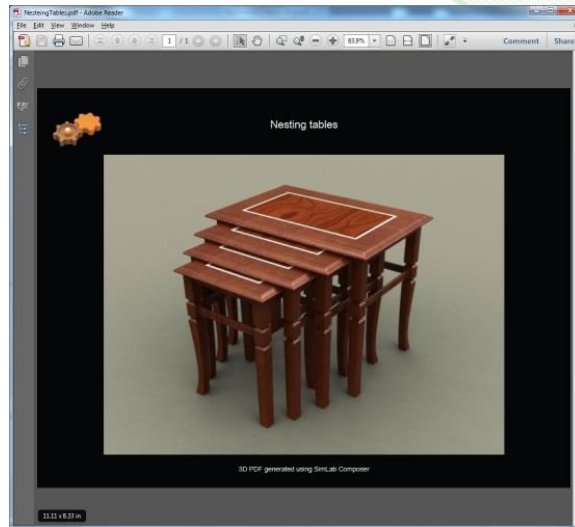 NesteingTables.pdf - Adobe Reader
File Edit View Window Help
1 / 1 83.9% Comment Share
Nesting tables
3D PDF generated using SimLab Composer
11.11 x 8.33 in